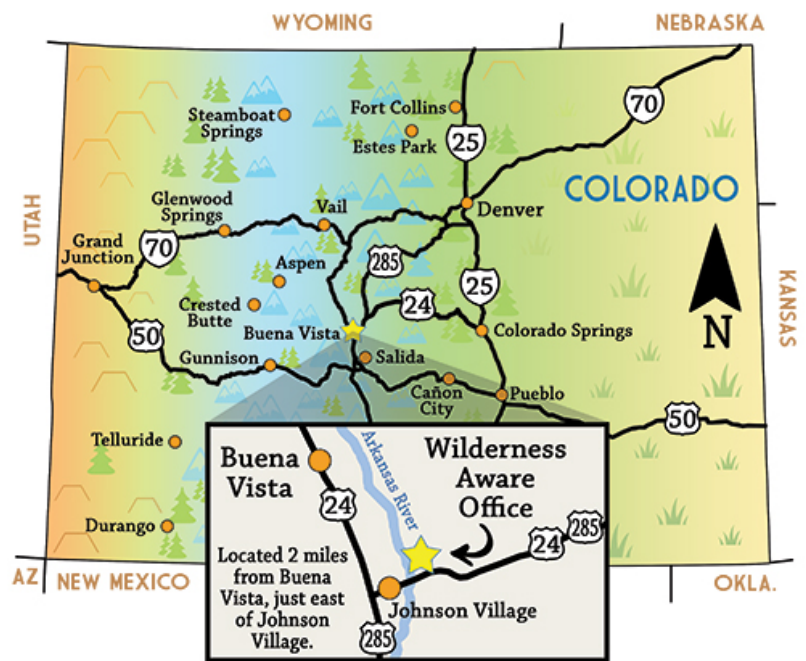 WYOMING
NEBRASKA
Fort Collins
70
Steamboat
Springs
25
Estes Park
COLORADO
UTAH
Glenwood
Springs
Vail
Denver
Grand
Junction
70
285
Aspen
25
KANSAS
Crested
Butte
24
N
50
Buena Vista
Colorado Springs
Gunnison
Salida
Cañon
City
Pueblo
50
Telluride
Durango
AZ
NEW MEXICO
OKLA.
Buena
Vista
Arkansas River
Wilderness
Aware
Office
24
24
285
Located 2 miles
from Buena
Vista, just east
of Johnson
Village.
Johnson Village
285